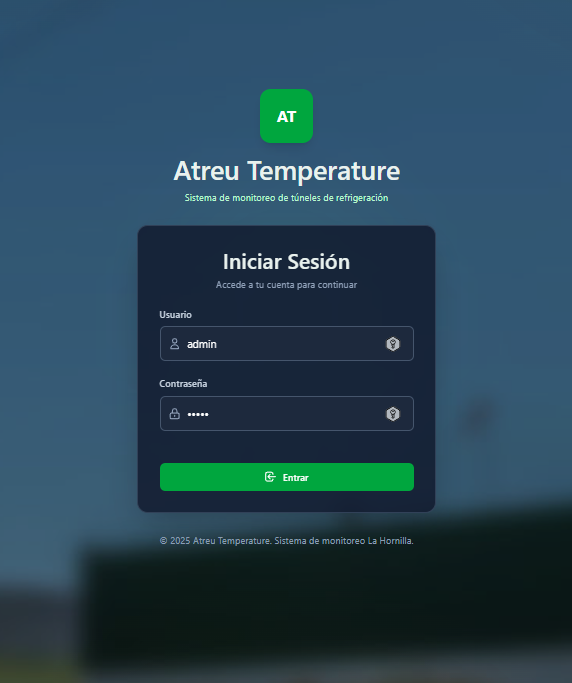 AT
Atreu Temperature
Sistema de monitoreo de túneles de refrigeración
Iniciar Sesión
Accede a tu cuenta para continuar
Usuario
admin
Contraseña
•••••
Entrar
© 2025 Atreu Temperature. Sistema de monitoreo La Hornilla.